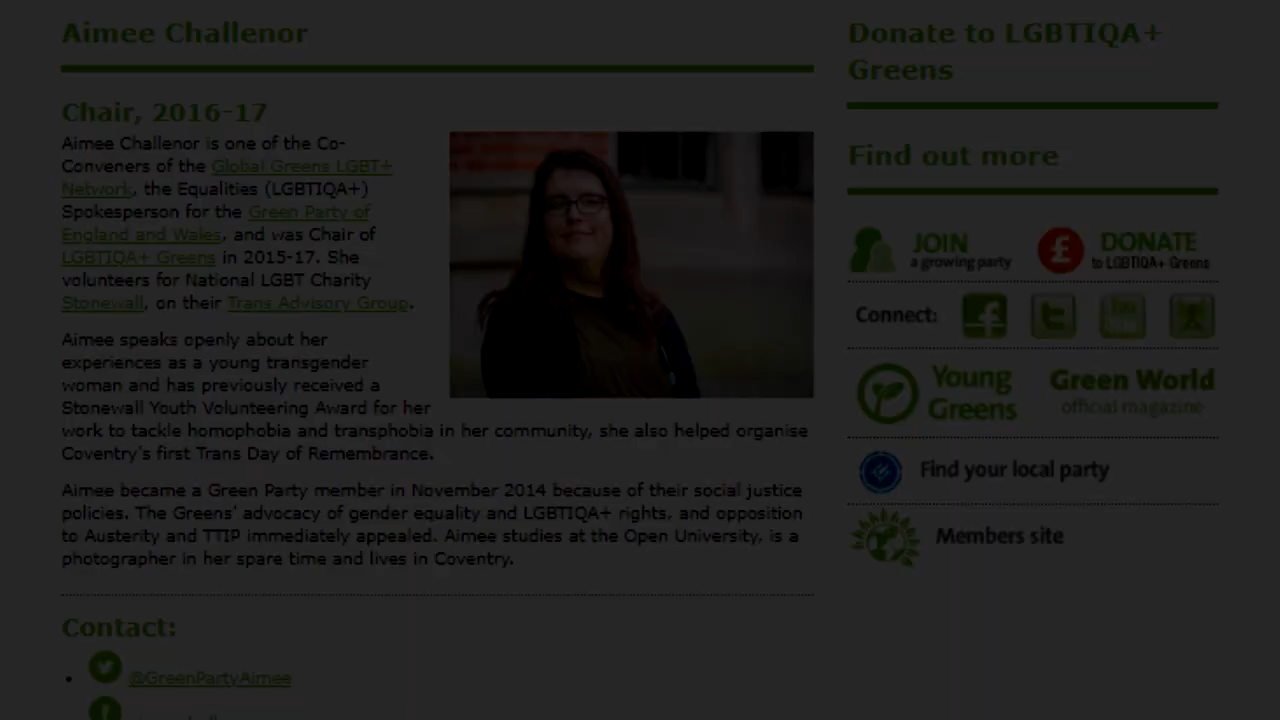 Aimee Challenor
Chair, 2016-17
Aimee Challenor is one of the Co-
Conveners of the Global Greens LGBT+
Network, the Equalities (LGBTIQA+)
Spokesperson for the Green Party of
England and Wales, and was Chair of
LGBTIQA+ Greens in 2015-17. She
volunteers for National LGBT Charity
Stonewall, on their Trans Advisory Group.
Aimee speaks openly about her
experiences as a young transgender
woman and has previously received a
Stonewall Youth Volunteering Award for her
work to tackle homophobia and transphobia in her community, she also helped organise
Coventry's first Trans Day of Remembrance.
Aimee became a Green Party member in November 2014 because of their social justice
policies. The Greens' advocacy of gender equality and LGBTIQA+ rights, and opposition
to Austerity and TTIP immediately appealed. Aimee studies at the Open University, is a
photographer in her spare time and lives in Coventry.
Contact:
@GreenPartyAimee
Donate to LGBTIQA+
Greens
Find out more
JOIN
a growing party
£
DONATE
to LGBTIQA+ Greens
Connect:
Young
Greens
Green World
official magazine
Find your local party
Members site